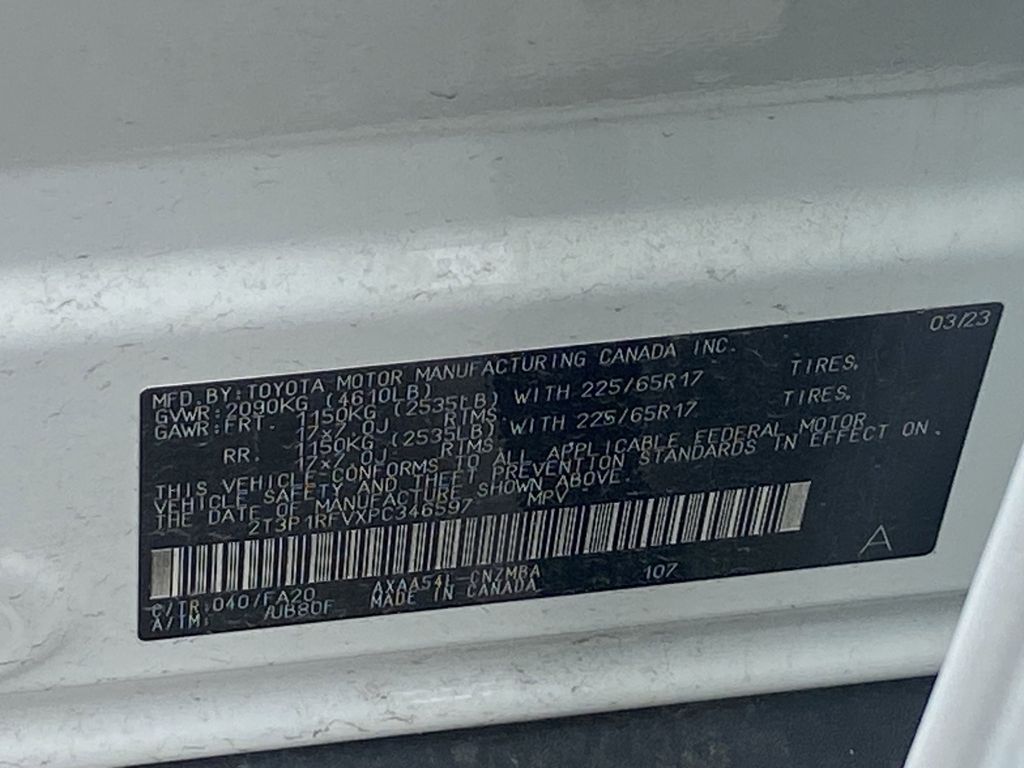 03/23
MFD.BY:TOYOTA MOTOR MANUFACTURING CANADA INC.
GVWR:2090KG (4610LB)
GAWR:FRT. 1150KG (2535LB) WITH 225/65R17 TIRES,
17x7.0J RIMS
RR. 1150KG (2535LB) WITH 225/65R17 TIRES,
17x7.0J RIMS
THIS VEHICLE CONFORMS TO ALL APPLICABLE FEDERAL MOTOR
VEHICLE SAFETY AND THEFT PREVENTION STANDARDS IN EFFECT ON
THE DATE OF MANUFACTURE SHOWN ABOVE.
2T3P1RFVXPC346597 MPV
A
C/TR:040/FA20 AXAA54L-CNZMBA 107
A/TM: /UB80F MADE IN CANADA